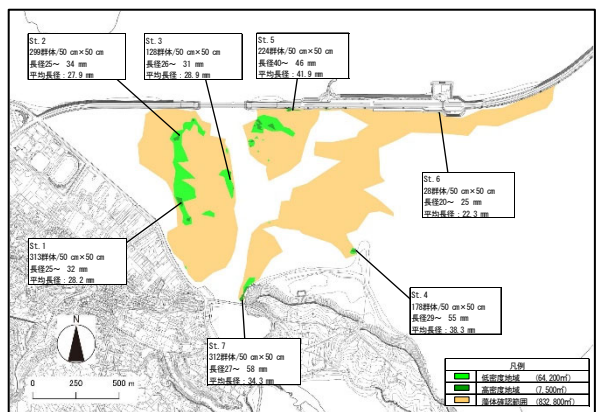 St. 2
299群体/50 cm×50 cm
長径25～ 34 mm
平均長径：27.9 mm
St. 3
128群体/50 cm×50 cm
長径26～ 31 mm
平均長径：28.9 mm
St. 5
224群体/50 cm×50 cm
長径40～ 46 mm
平均長径：41.9 mm
St. 6
28群体/50 cm×50 cm
長径20～ 25 mm
平均長径：22.3 mm
St. 1
313群体/50 cm×50 cm
長径25～ 32 mm
平均長径：28.2 mm
St. 4
178群体/50 cm×50 cm
長径29～ 55 mm
平均長径：38.3 mm
St. 7
312群体/50 cm×50 cm
長径27～ 58 mm
平均長径：34.3 mm
N
0 250 500 m
凡例
低密度地域 (64,200㎡)
高密度地域 (7,500㎡)
藻体確認範囲 (832,800㎡)